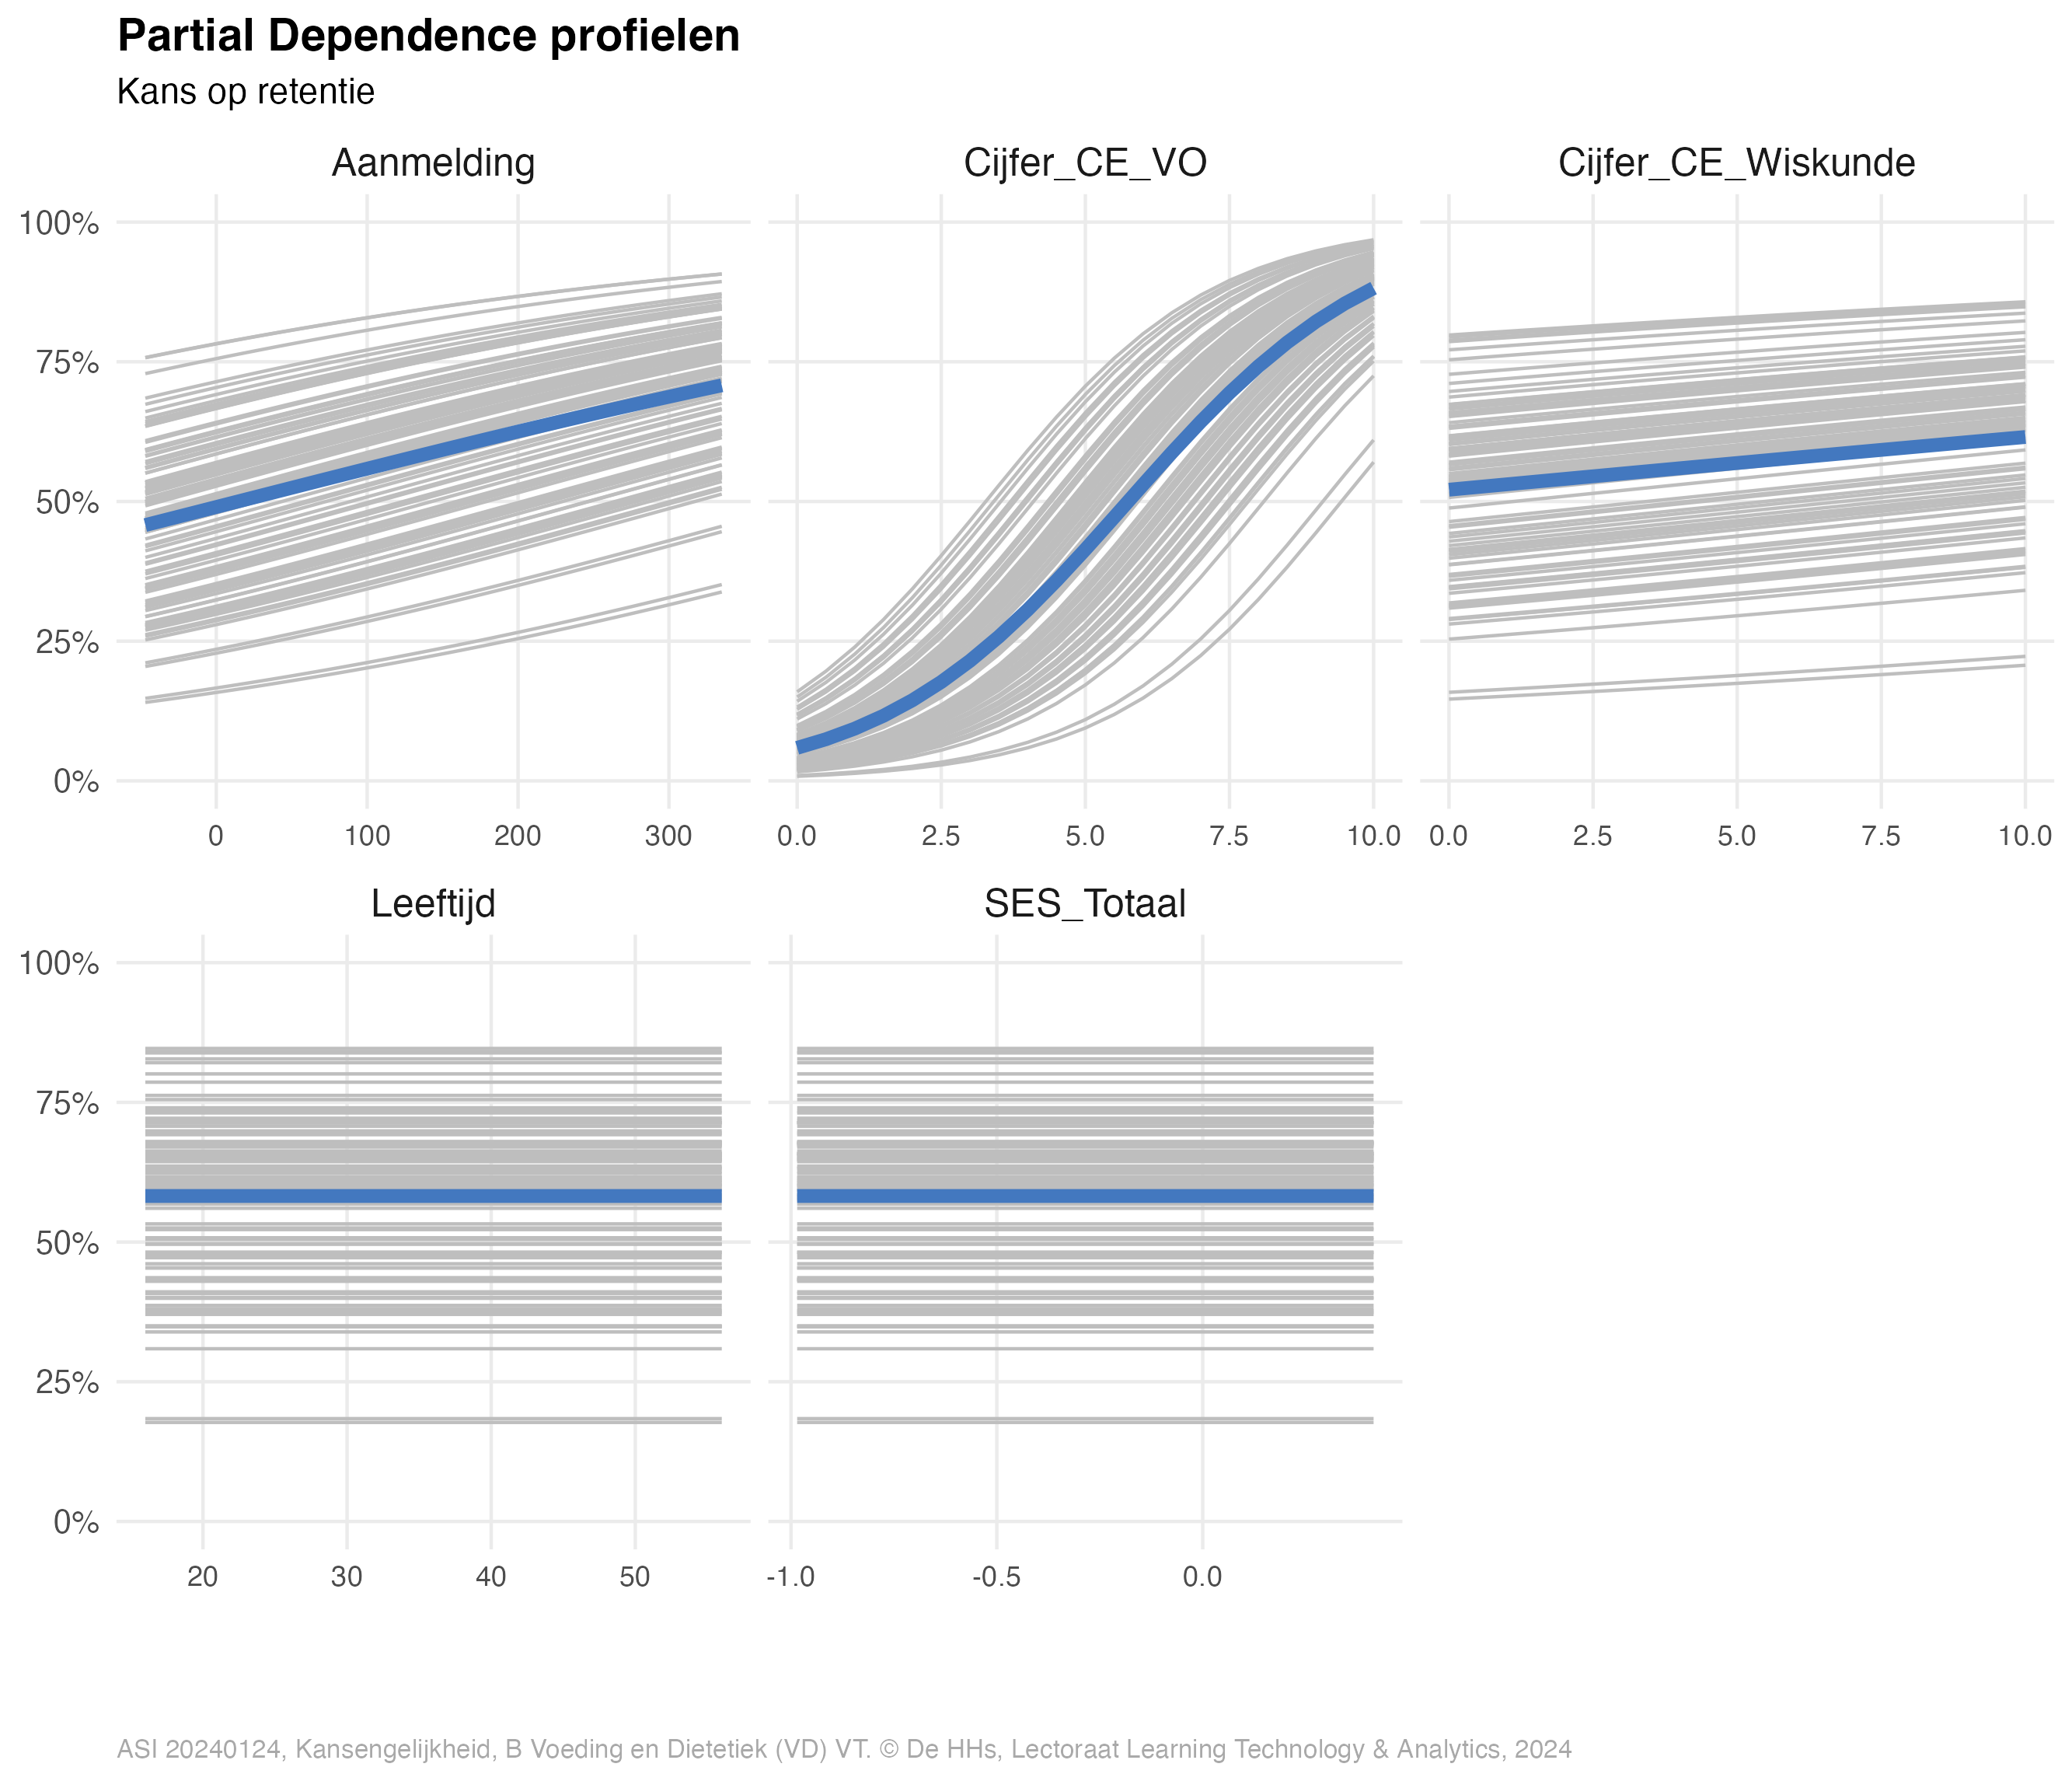 Partial Dependence profielen
Kans op retentie
Aanmelding
Cijfer_CE_VO
Cijfer_CE_Wiskunde
100%
75%
50%
25%
0%
0 100 200 300
0.0 2.5 5.0 7.5 10.0
0.0 2.5 5.0 7.5 10.0
Leeftijd
SES_Totaal
100%
75%
50%
25%
0%
20 30 40 50
-1.0 -0.5 0.0
ASI 20240124, Kansengelijkheid, B Voeding en Dietetiek (VD) VT. © De HHs, Lectoraat Learning Technology & Analytics, 2024